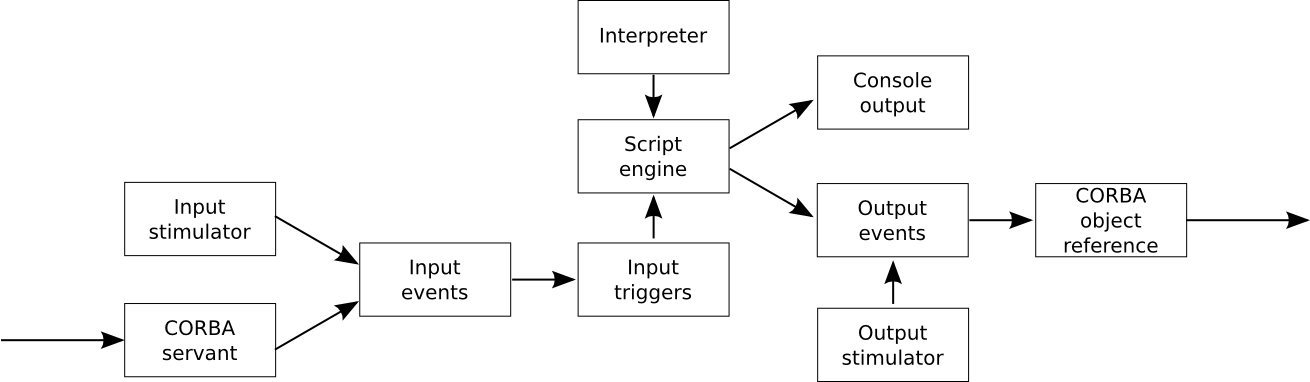 Interpreter
Console
output
Script
engine
Input
stimulator
CORBA
object
reference
Output
events
Input
events
Input
triggers
CORBA
servant
Output
stimulator